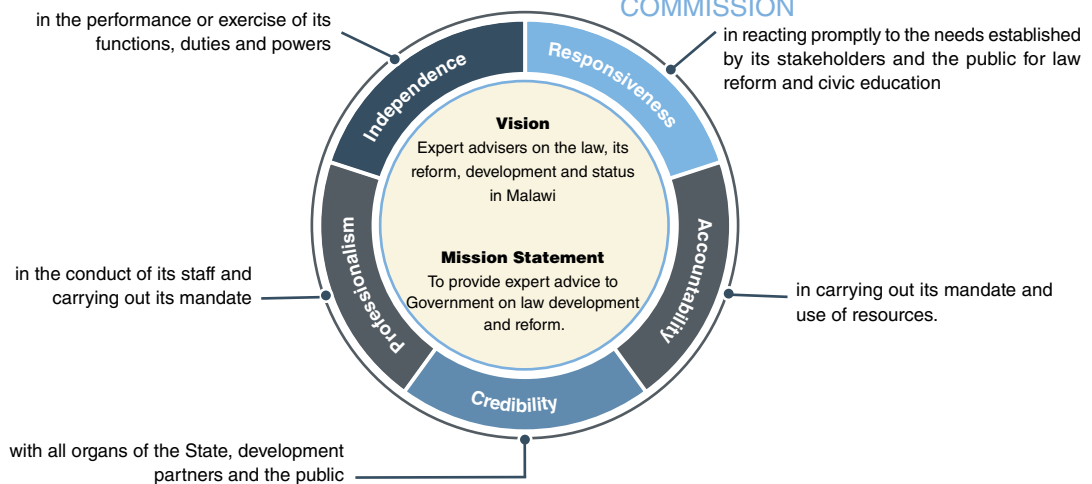 COMMISSION
in the performance or exercise of its
functions, duties and powers
Independence
Responsiveness
in reacting promptly to the needs established
by its stakeholders and the public for law
reform and civic education
Vision
Expert advisers on the law, its
reform, development and status
in Malawi
Mission Statement
To provide expert advice to
Government on law development
and reform.
Professionalism
in the conduct of its staff and
carrying out its mandate
Accountability
in carrying out its mandate and
use of resources.
Credibility
with all organs of the State, development
partners and the public